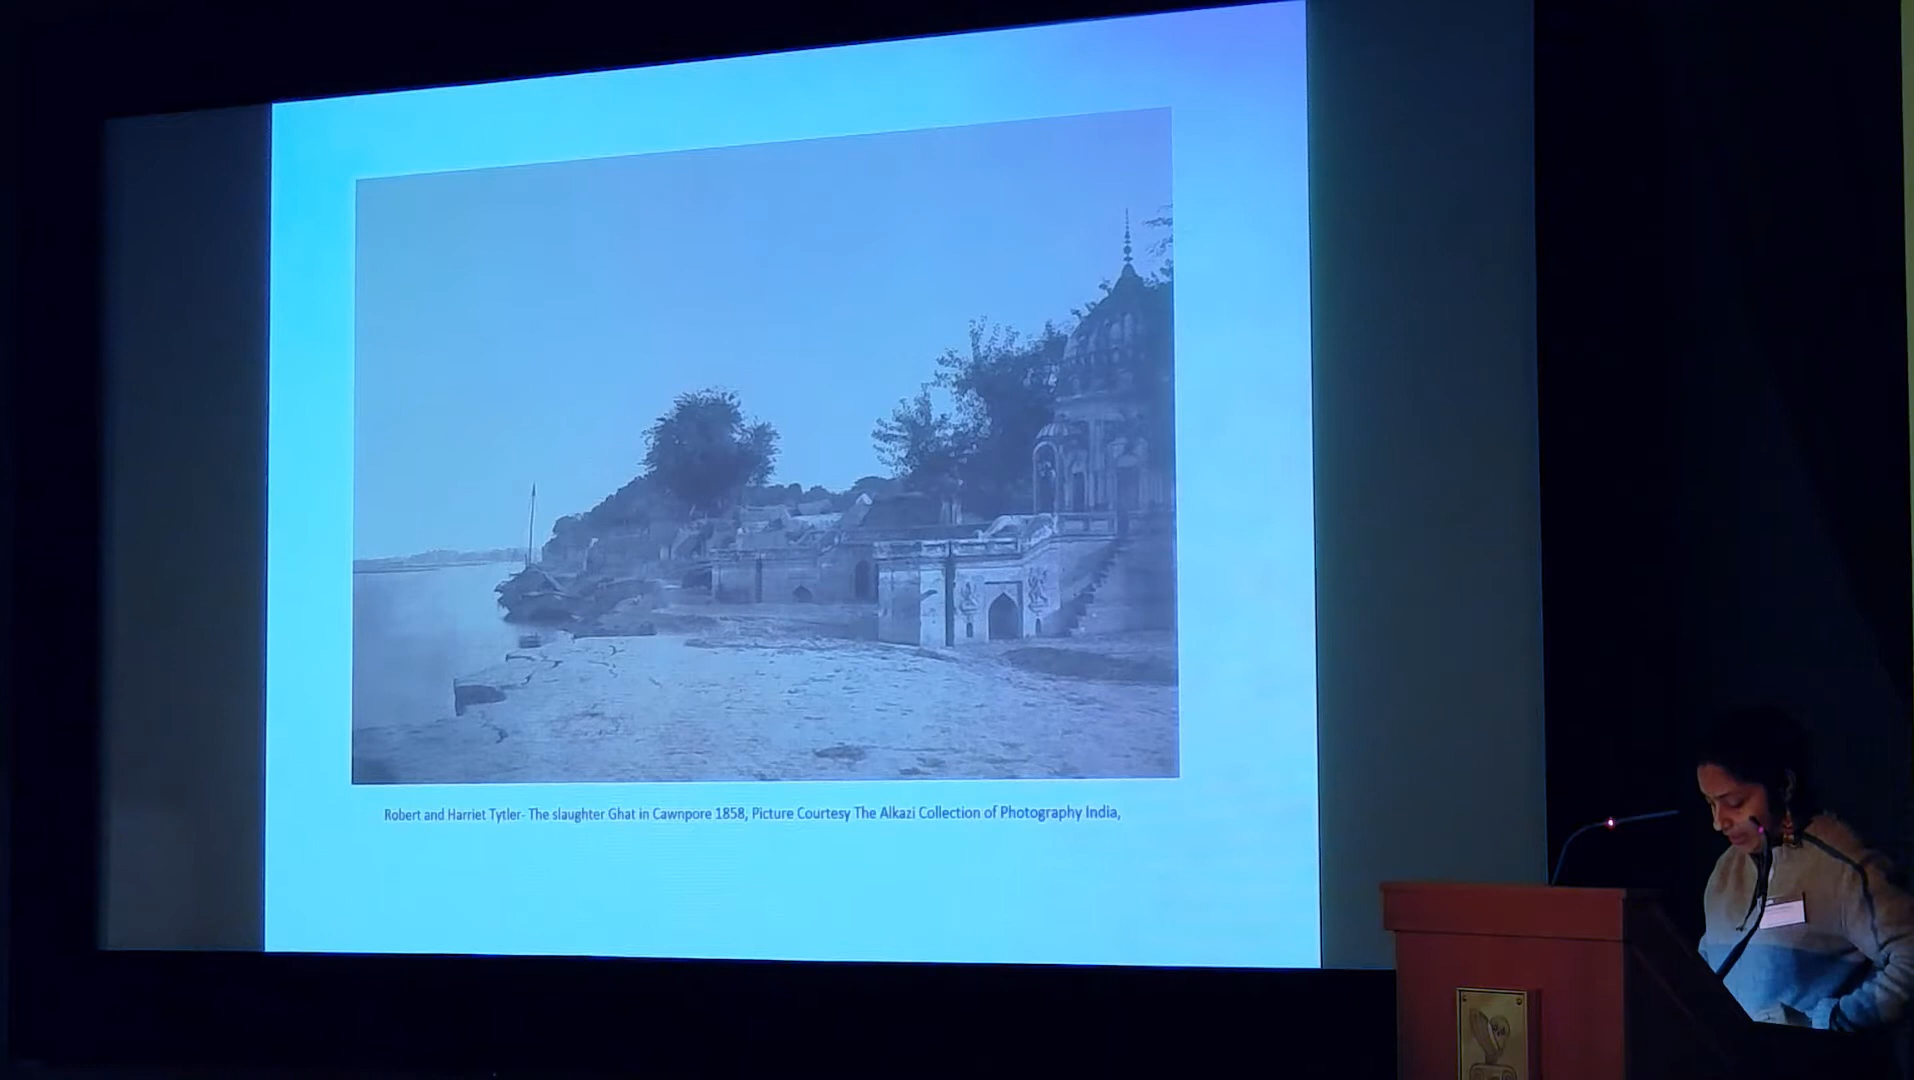 Robert and Harriet Tytler- The slaughter Ghat in Cawnpore 1858, Picture Courtesy The Alkazi Collection of Photography India,